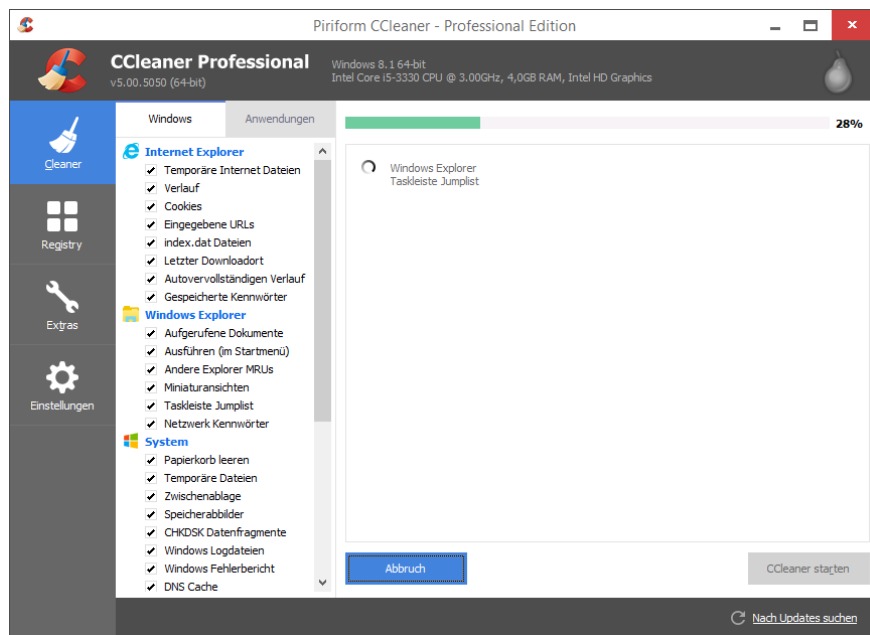 Piriform CCleaner - Professional Edition
CCleaner Professional
v5.00.5050 (64-bit)
Windows 8.1 64-bit
Intel Core i5-3330 CPU @ 3.00GHz, 4,0GB RAM, Intel HD Graphics
Cleaner
Registry
Extras
Einstellungen
Windows
Anwendungen
Internet Explorer
Temporäre Internet Dateien
Verlauf
Cookies
Eingegebene URLs
index.dat Dateien
Letzter Downloadort
Autovervollständigen Verlauf
Gespeicherte Kennwörter
Windows Explorer
Aufgerufene Dokumente
Ausführen (im Startmenü)
Andere Explorer MRUs
Miniaturansichten
Taskleiste Jumplist
Netzwerk Kennwörter
System
Papierkorb leeren
Temporäre Dateien
Zwischenablage
Speicherabbilder
CHKDSK Datenfragmente
Windows Logdateien
Windows Fehlerbericht
DNS Cache
28%
Windows Explorer
Taskleiste Jumplist
Abbruch
CCleaner starten
Nach Updates suchen